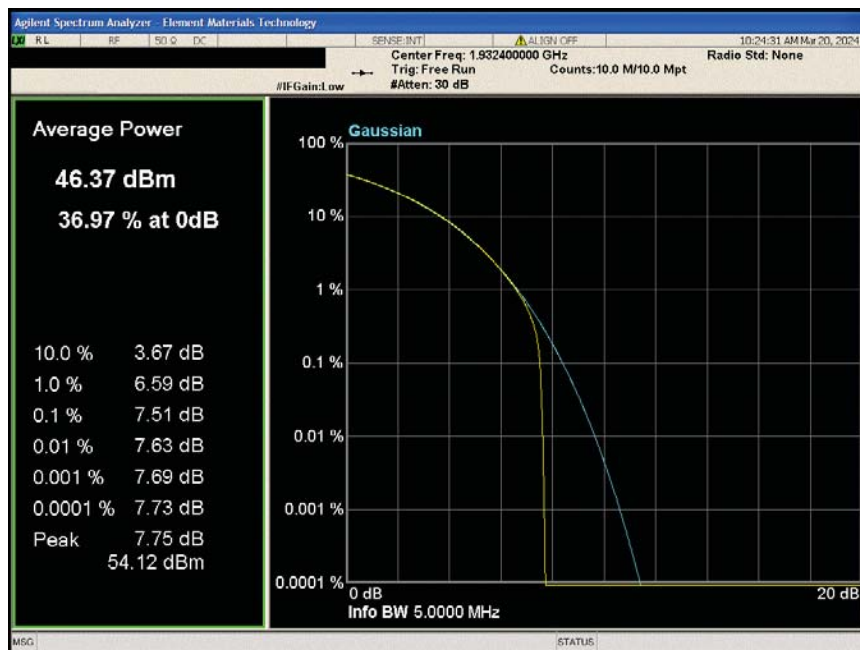 Agilent Spectrum Analyzer - Element Materials Technology
LXI RL RF 50 Ω DC SENSE:INT ALIGN OFF 10:24:31 AM Mar 20, 2024
Center Freq: 1.932400000 GHz Radio Std: None
Trig: Free Run Counts:10.0 M/10.0 Mpt
#IFGain:Low #Atten: 30 dB
Average Power
46.37 dBm
36.97 % at 0dB
10.0 % 3.67 dB
1.0 % 6.59 dB
0.1 % 7.51 dB
0.01 % 7.63 dB
0.001 % 7.69 dB
0.0001 % 7.73 dB
Peak 7.75 dB
54.12 dBm
Gaussian
100 %
10 %
1 %
0.1 %
0.01 %
0.001 %
0.0001 %
0 dB 20 dB
Info BW 5.0000 MHz
MSG STATUS